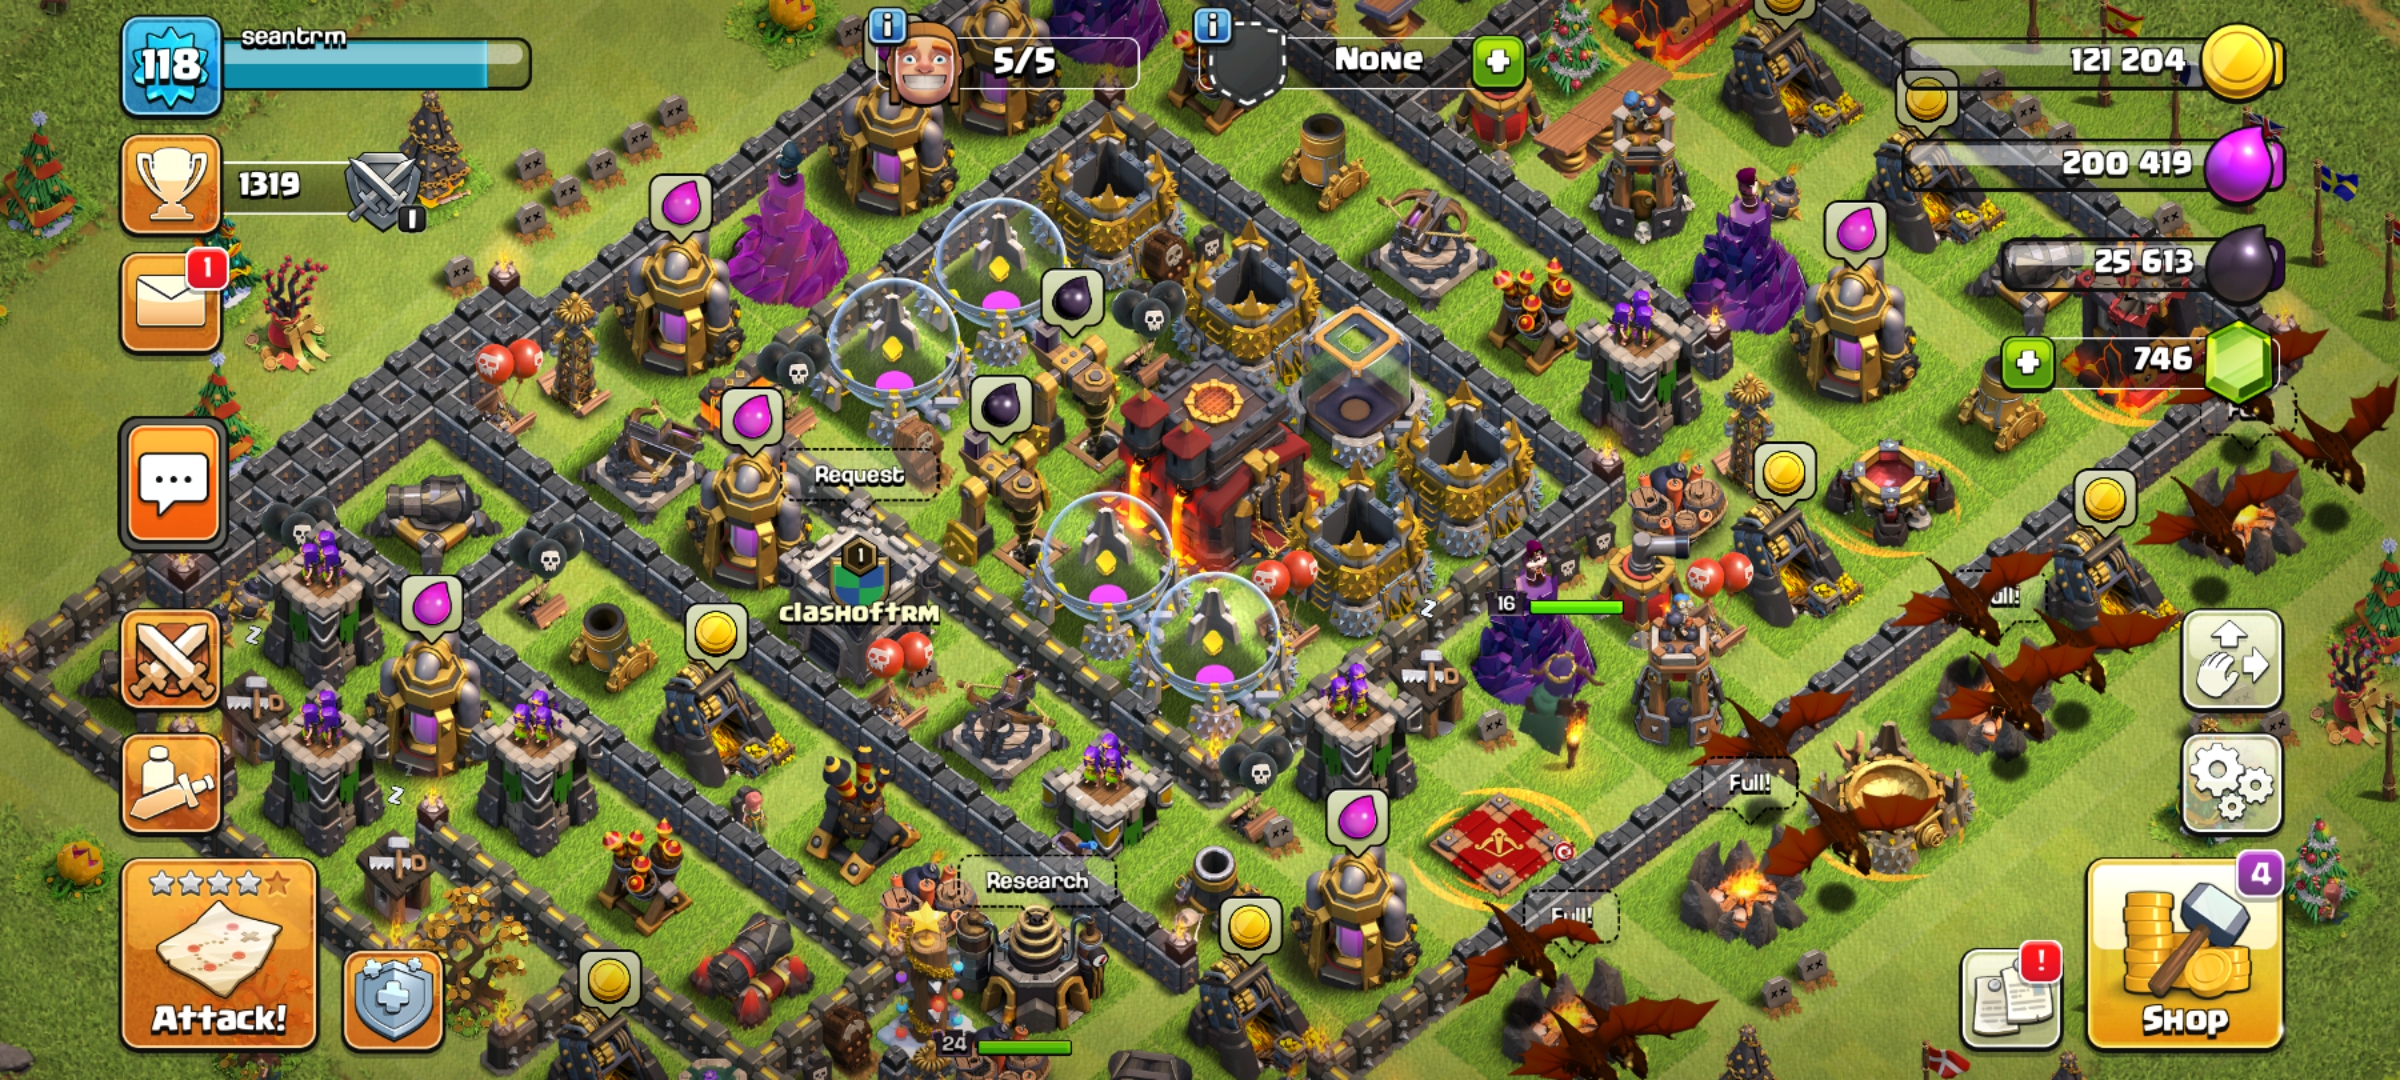 118
seantrm
5/5
None
121 204
1319
I
200 419
1
25 613
746
Request
1
clashoftrm
16
Full!
Research
Full!
4
Attack!
!
Shop
24